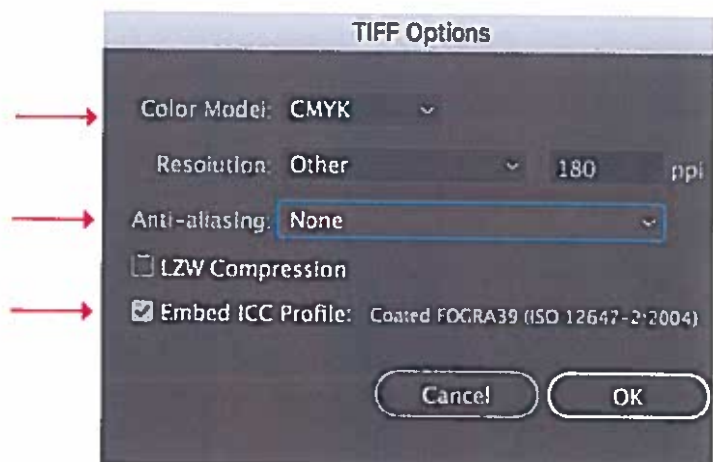 TIFF Options
Color Model: CMYK
Resolution: Other 180 ppi
Anti-aliasing: None
LZW Compression
Embed ICC Profile: Coated FOGRA39 (ISO 12647-2:2004)
Cancel OK